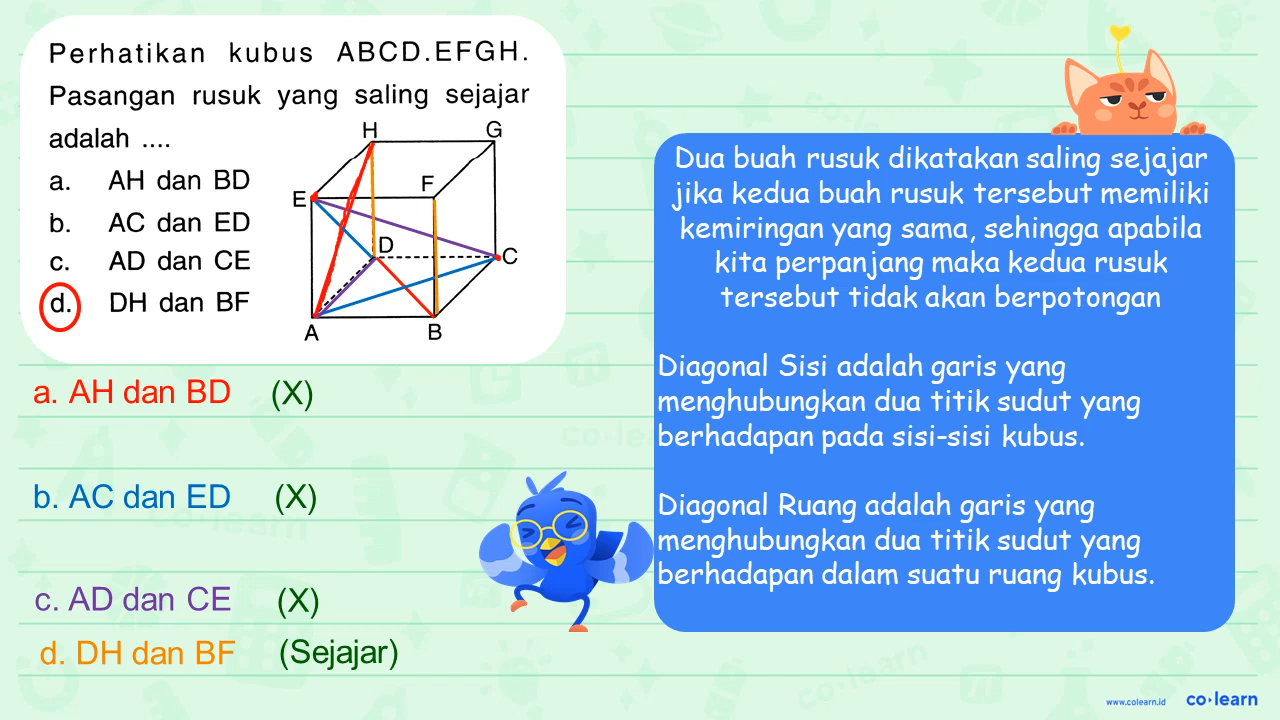 Perhatikan kubus ABCD.EFGH.
Pasangan rusuk yang saling sejajar
adalah ....
a. AH dan BD
b. AC dan ED
c. AD dan CE
d. DH dan BF
H
G
E
F
D
C
A
B
a. AH dan BD (X)
b. AC dan ED (X)
c. AD dan CE (X)
d. DH dan BF (Sejajar)
Dua buah rusuk dikatakan saling sejajar
jika kedua buah rusuk tersebut memiliki
kemiringan yang sama, sehingga apabila
kita perpanjang maka kedua rusuk
tersebut tidak akan berpotongan
Diagonal Sisi adalah garis yang
menghubungkan dua titik sudut yang
berhadapan pada sisi-sisi kubus.
Diagonal Ruang adalah garis yang
menghubungkan dua titik sudut yang
berhadapan dalam suatu ruang kubus.
www.colearn.id co▸learn